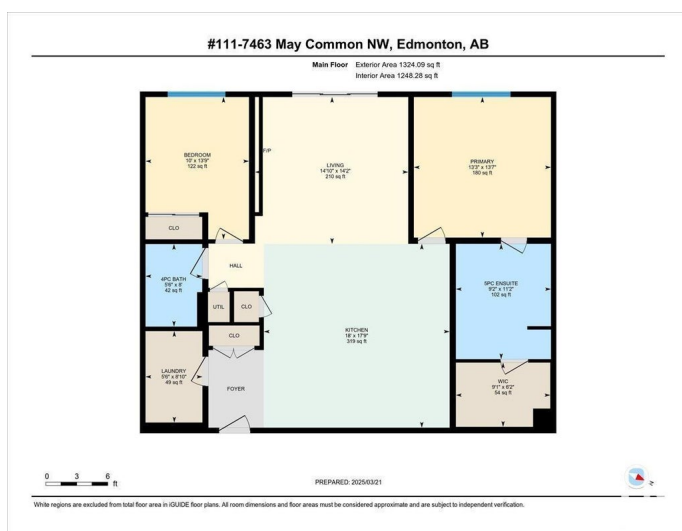 #111-7463 May Common NW, Edmonton, AB
Main Floor Exterior Area 1324.09 sq ft
Interior Area 1248.28 sq ft
BEDROOM
10' x 13'9"
122 sq ft
F/P
LIVING
14'10" x 14'2"
210 sq ft
PRIMARY
13'3" x 13'7"
180 sq ft
CLO
HALL
4PC BATH
5'6" x 8'
42 sq ft
5PC ENSUITE
9'2" x 11'2"
102 sq ft
UTIL
CLO
CLO
KITCHEN
18' x 17'9"
319 sq ft
LAUNDRY
5'6" x 8'10"
49 sq ft
FOYER
WIC
9'1" x 6'2"
54 sq ft
0 3 6
ft
PREPARED: 2025/03/21
N
White regions are excluded from total floor area in iGUIDE floor plans. All room dimensions and floor areas must be considered approximate and are subject to independent verification.